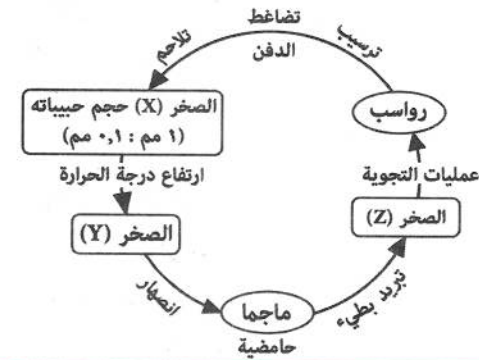 تضاغط
ترسيب
الدفن
تلاحم
رواسب
الصخر (X) حجم حبيباته
(١ مم : ٠,١ مم)
عمليات التجوية
ارتفاع درجة الحرارة
الصخر (Z)
الصخر (Y)
تبريد بطيء
انصهار
ماجما
حامضية